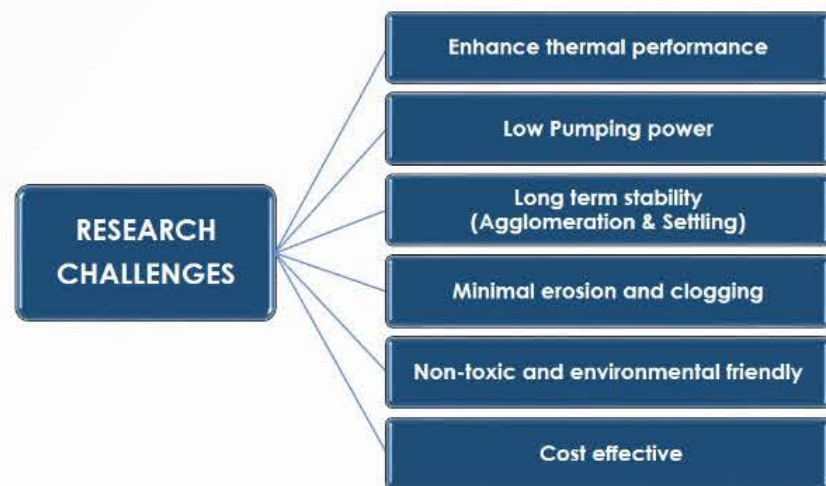 RESEARCH
CHALLENGES
Enhance thermal performance
Low Pumping power
Long term stability
(Agglomeration & Settling)
Minimal erosion and clogging
Non-toxic and environmental friendly
Cost effective